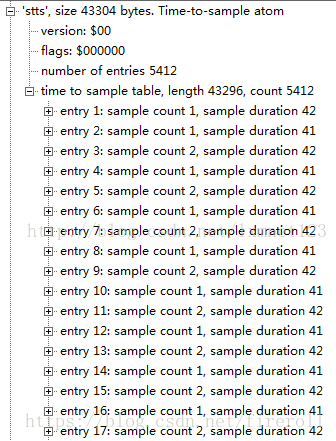 'stts', size 43304 bytes. Time-to-sample atom
version: $00
flags: $000000
number of entries 5412
time to sample table, length 43296, count 5412
entry 1: sample count 1, sample duration 42
entry 2: sample count 1, sample duration 41
entry 3: sample count 2, sample duration 42
entry 4: sample count 1, sample duration 41
entry 5: sample count 2, sample duration 42
entry 6: sample count 1, sample duration 41
entry 7: sample count 2, sample duration 42
entry 8: sample count 1, sample duration 41
entry 9: sample count 2, sample duration 42
entry 10: sample count 1, sample duration 41
entry 11: sample count 2, sample duration 42
entry 12: sample count 1, sample duration 41
entry 13: sample count 2, sample duration 42
entry 14: sample count 1, sample duration 41
entry 15: sample count 2, sample duration 42
entry 16: sample count 1, sample duration 41
https://blog.csdn.net/fireroll
entry 17: sample count 2, sample duration 42